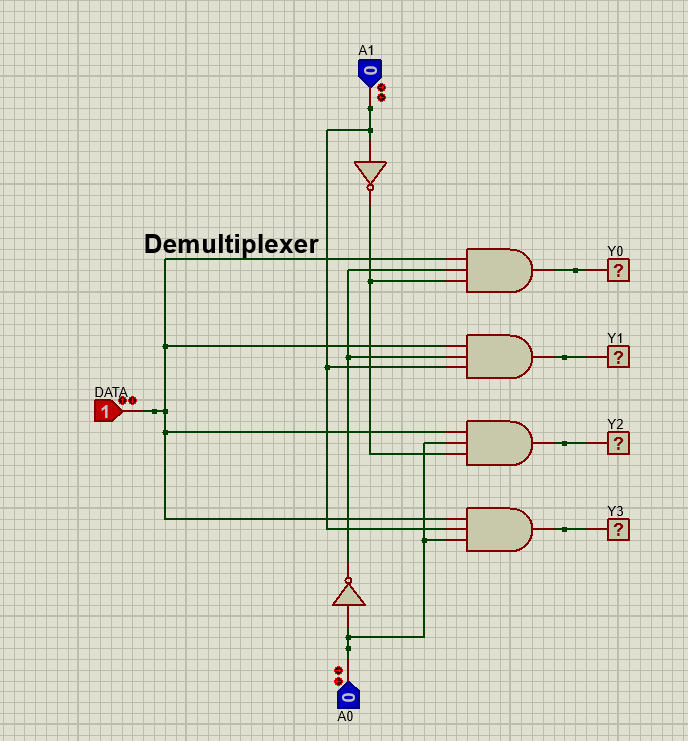 A1
0
Demultiplexer
Y0
?
Y1
?
DATA
1
Y2
?
Y3
?
0
A0